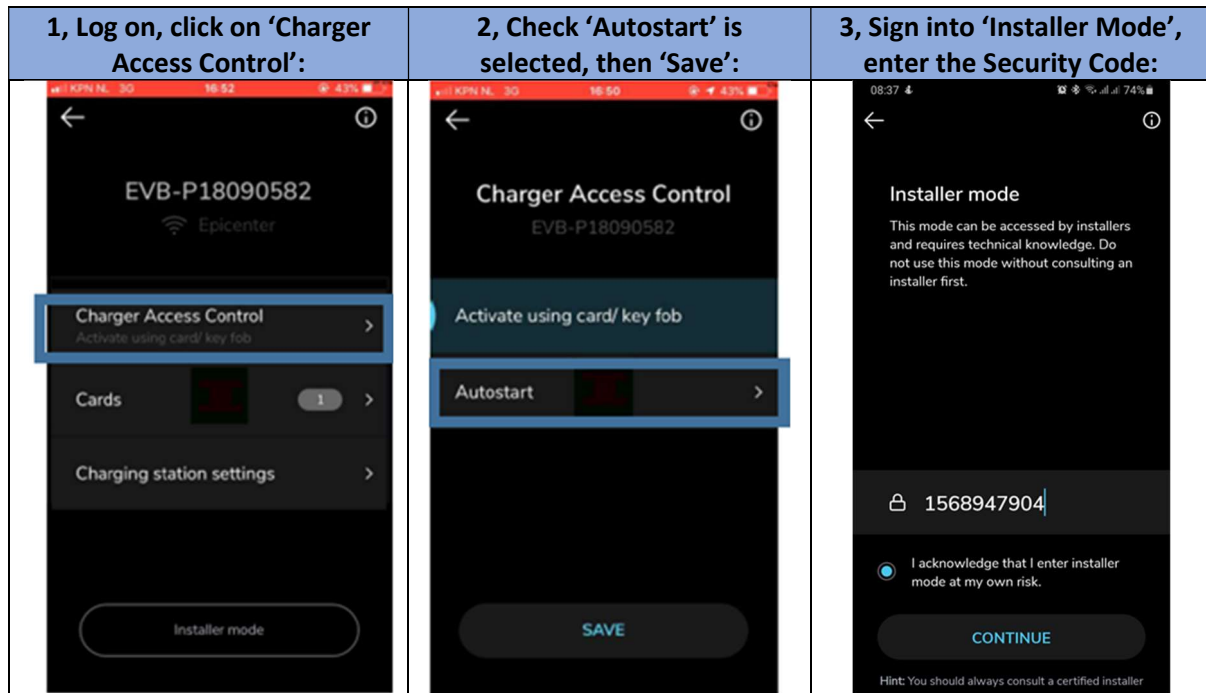 1, Log on, click on ‘Charger
Access Control’:
2, Check ‘Autostart’ is
selected, then ‘Save’:
3, Sign into ‘Installer Mode’,
enter the Security Code:
KPN NL 3G 16:52 43%
EVB-P18090582
Epicenter
Charger Access Control
Activate using card/ key fob
Cards 1
Charging station settings
Installer mode
KPN NL 3G 16:50 43%
Charger Access Control
EVB-P18090582
Activate using card/ key fob
Autostart
SAVE
08:37 74%
Installer mode
This mode can be accessed by installers
and requires technical knowledge. Do
not use this mode without consulting an
installer first.
1568947904
I acknowledge that I enter installer
mode at my own risk.
CONTINUE
Hint: You should always consult a certified installer